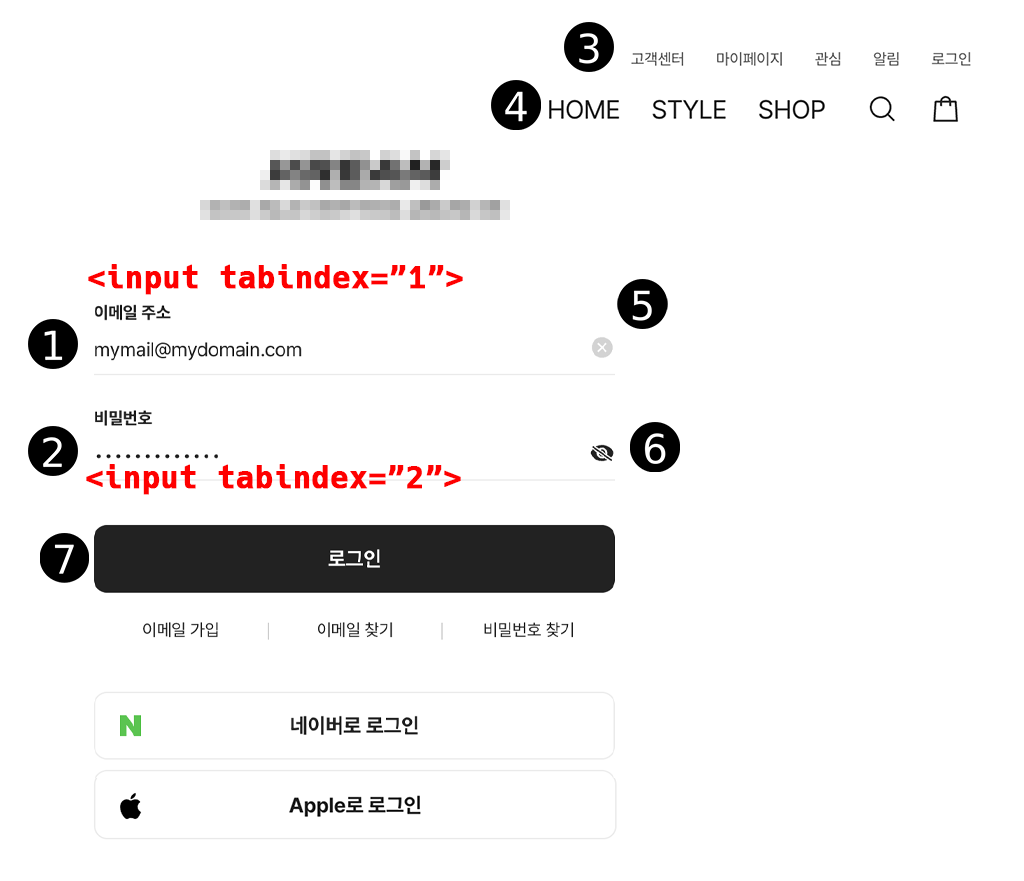 3 고객센터 마이페이지 관심 알림 로그인
4 HOME STYLE SHOP
<input tabindex=”1”>
이메일 주소
5
1 mymail@mydomain.com
비밀번호
2 ••••••••••••• 6
<input tabindex=”2”>
7 로그인
이메일 가입 | 이메일 찾기 | 비밀번호 찾기
N 네이버로 로그인
Apple로 로그인